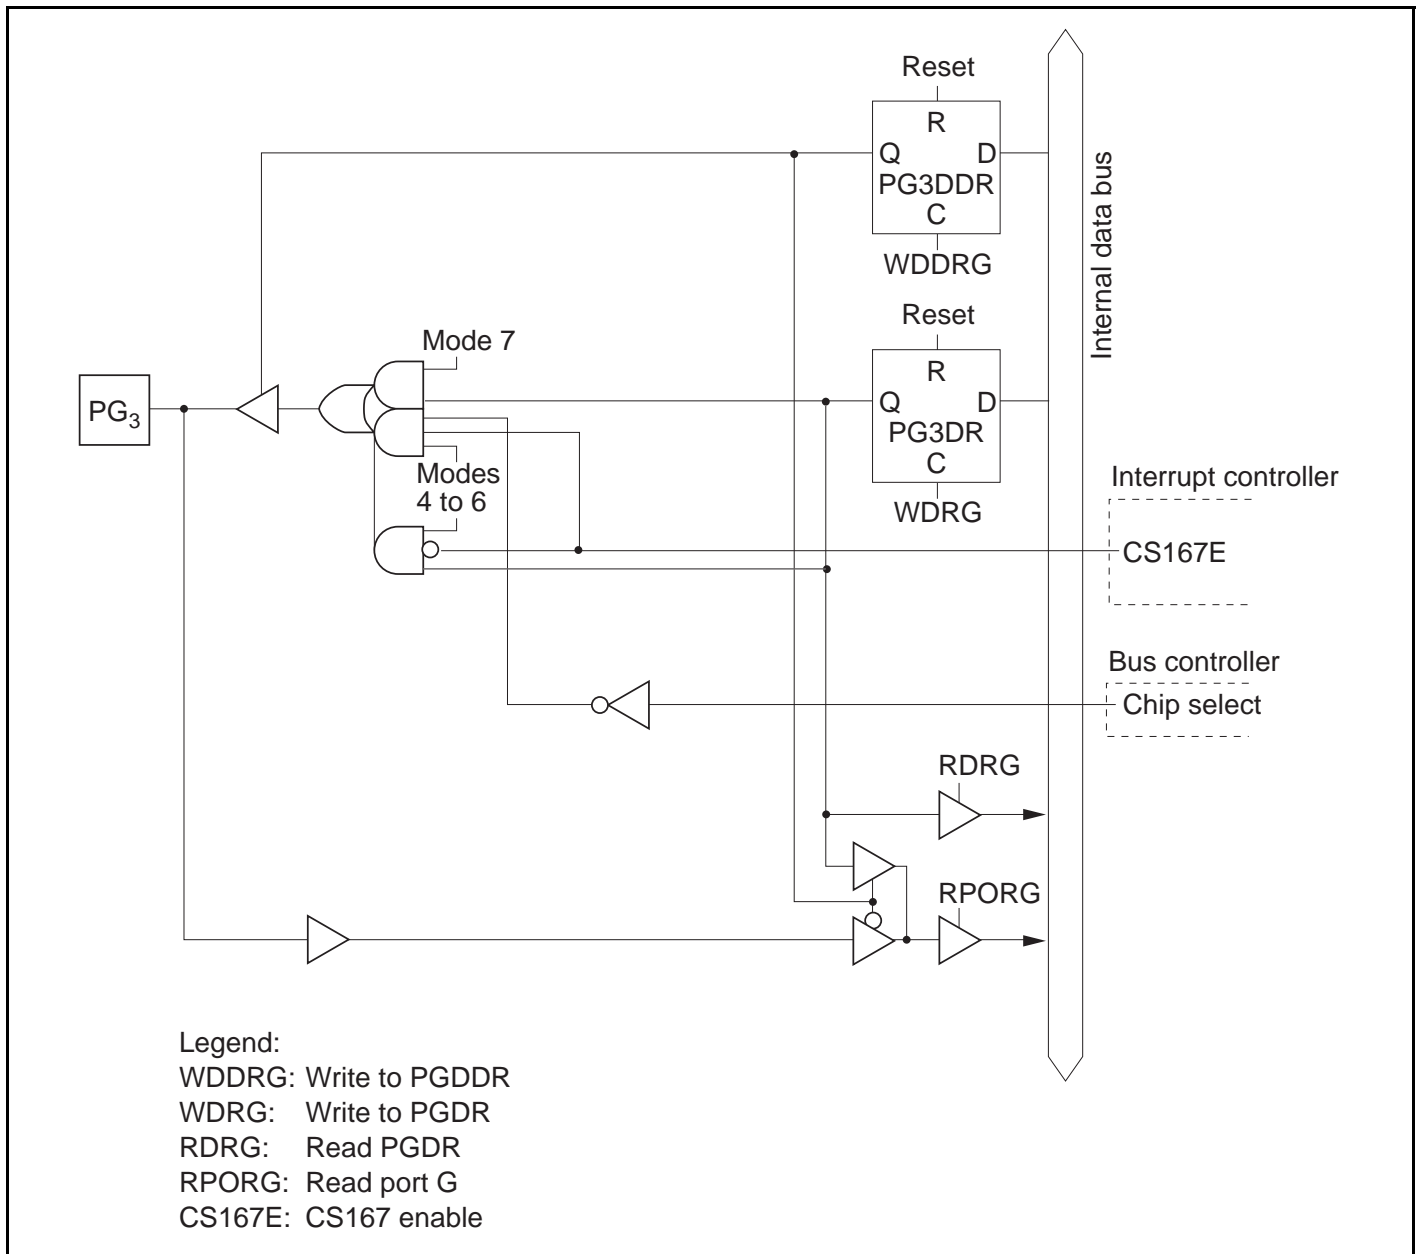 Reset
R
Q D
PG3DDR
C
WDDRG
Internal data bus
Reset
R
Q D
PG3DR
C
WDRG
Mode 7
PG3
Modes
4 to 6
Interrupt controller
CS167E
Bus controller
Chip select
RDRG
RPORG
Legend:
WDDRG: Write to PGDDR
WDRG: Write to PGDR
RDRG: Read PGDR
RPORG: Read port G
CS167E: CS167 enable